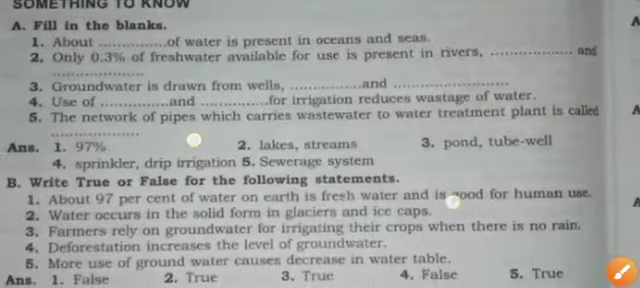 SOMETHING TO KNOW
A. Fill in the blanks.
1. About ................of water is present in oceans and seas.
2. Only 0.3% of freshwater available for use is present in rivers, .................... and
.......................
3. Groundwater is drawn from wells, .................and ...........................
4. Use of ................and ................for irrigation reduces wastage of water.
5. The network of pipes which carries wastewater to water treatment plant is called
.....................
Ans. 1. 97% 2. lakes, streams 3. pond, tube-well
4. sprinkler, drip irrigation 5. Sewerage system
B. Write True or False for the following statements.
1. About 97 per cent of water on earth is fresh water and is good for human use.
2. Water occurs in the solid form in glaciers and ice caps.
3. Farmers rely on groundwater for irrigating their crops when there is no rain.
4. Deforestation increases the level of groundwater.
5. More use of ground water causes decrease in water table.
Ans. 1. False 2. True 3. True 4. False 5. True